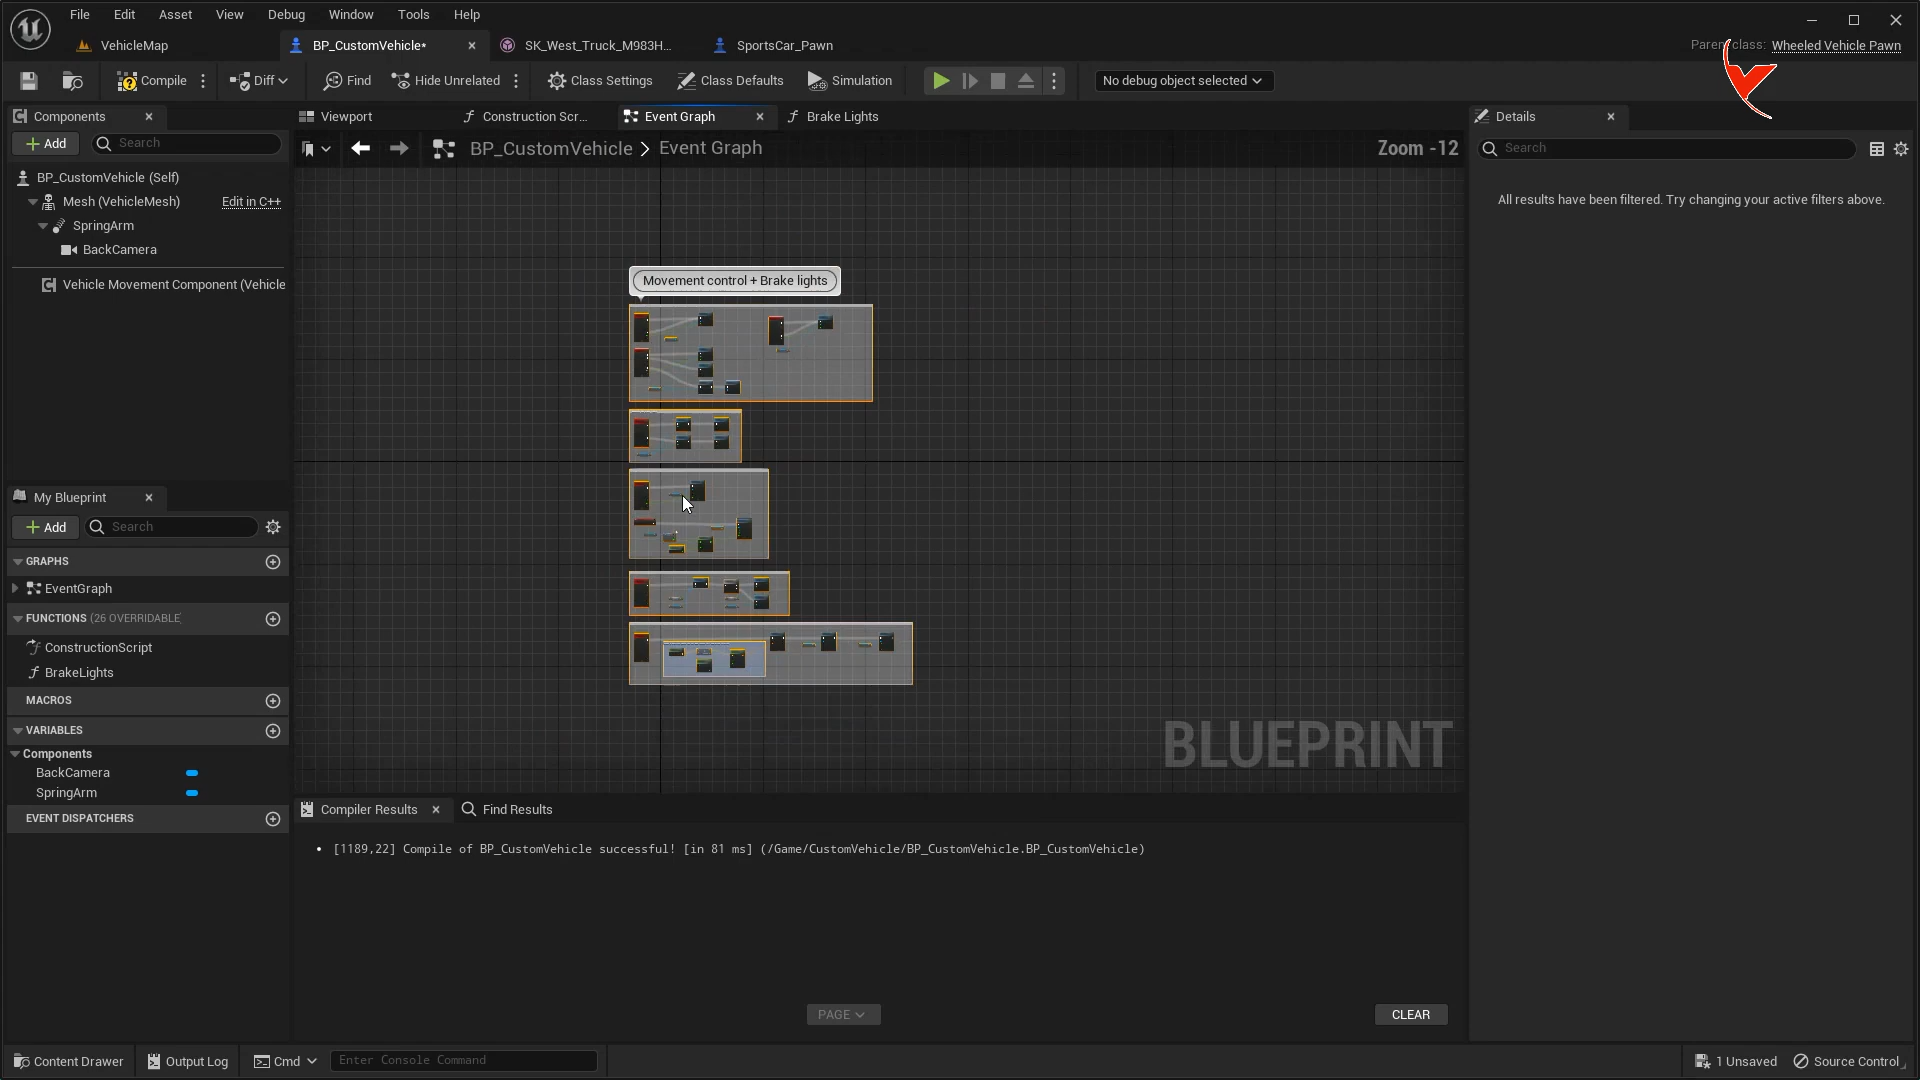 File Edit Asset View Debug Window Tools Help
VehicleMap BP_CustomVehicle* SK_West_Truck_M983H... SportsCar_Pawn
Parent class: Wheeled Vehicle Pawn
Compile Diff Find Hide Unrelated Class Settings Class Defaults Simulation No debug object selected
Components
Add Search
BP_CustomVehicle (Self)
Mesh (VehicleMesh) Edit in C++
SpringArm
BackCamera
Vehicle Movement Component (Vehicle
My Blueprint
Add Search
GRAPHS
EventGraph
FUNCTIONS (26 OVERRIDABLE)
ConstructionScript
BrakeLights
MACROS
VARIABLES
Components
BackCamera
SpringArm
EVENT DISPATCHERS
Viewport Construction Scr... Event Graph Brake Lights
BP_CustomVehicle > Event Graph Zoom -12
Movement control + Brake lights
BLUEPRINT
Compiler Results Find Results
• [1189,22] Compile of BP_CustomVehicle successful! [in 81 ms] (/Game/CustomVehicle/BP_CustomVehicle.BP_CustomVehicle)
PAGE CLEAR
Details
Search
All results have been filtered. Try changing your active filters above.
Content Drawer Output Log Cmd Enter Console Command 1 Unsaved Source Control